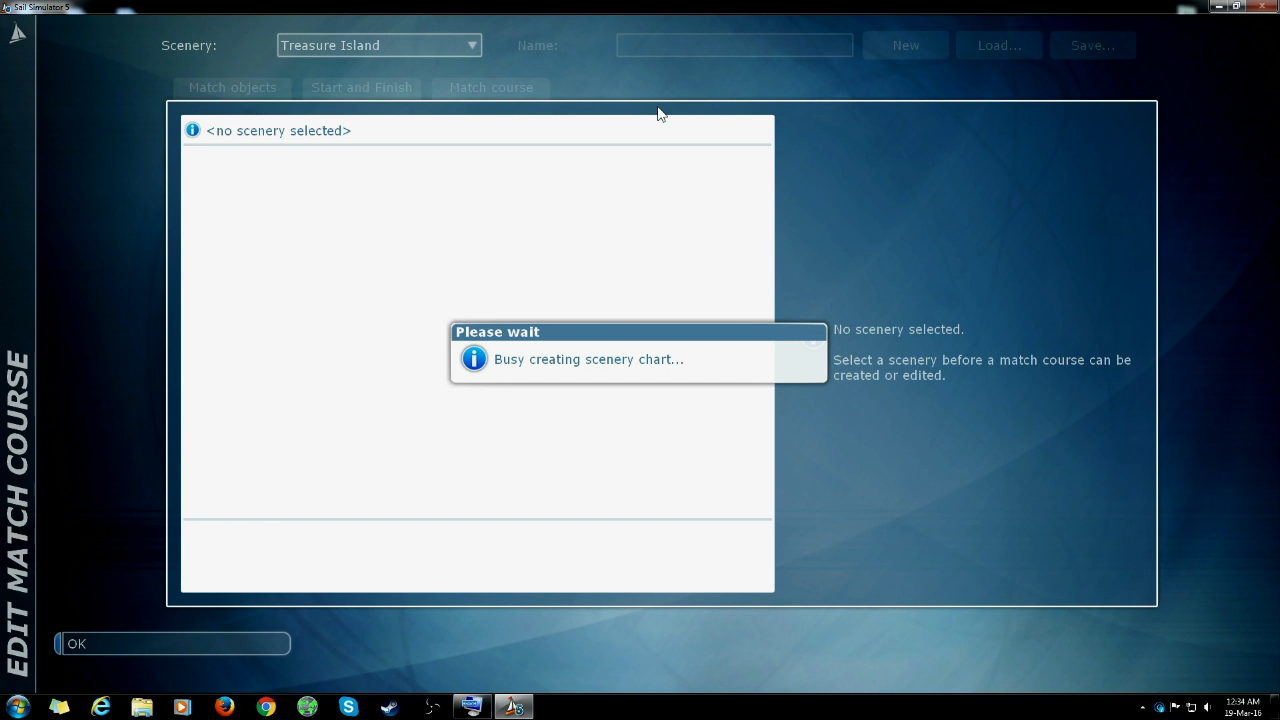 Sail Simulator 5
Scenery:
Treasure Island
Name:
New
Load...
Save...
Match objects
Start and Finish
Match course
<no scenery selected>
Please wait
Busy creating scenery chart...
No scenery selected.
Select a scenery before a match course can be
created or edited.
EDIT MATCH COURSE
OK
12:34 AM
19-Mar-16